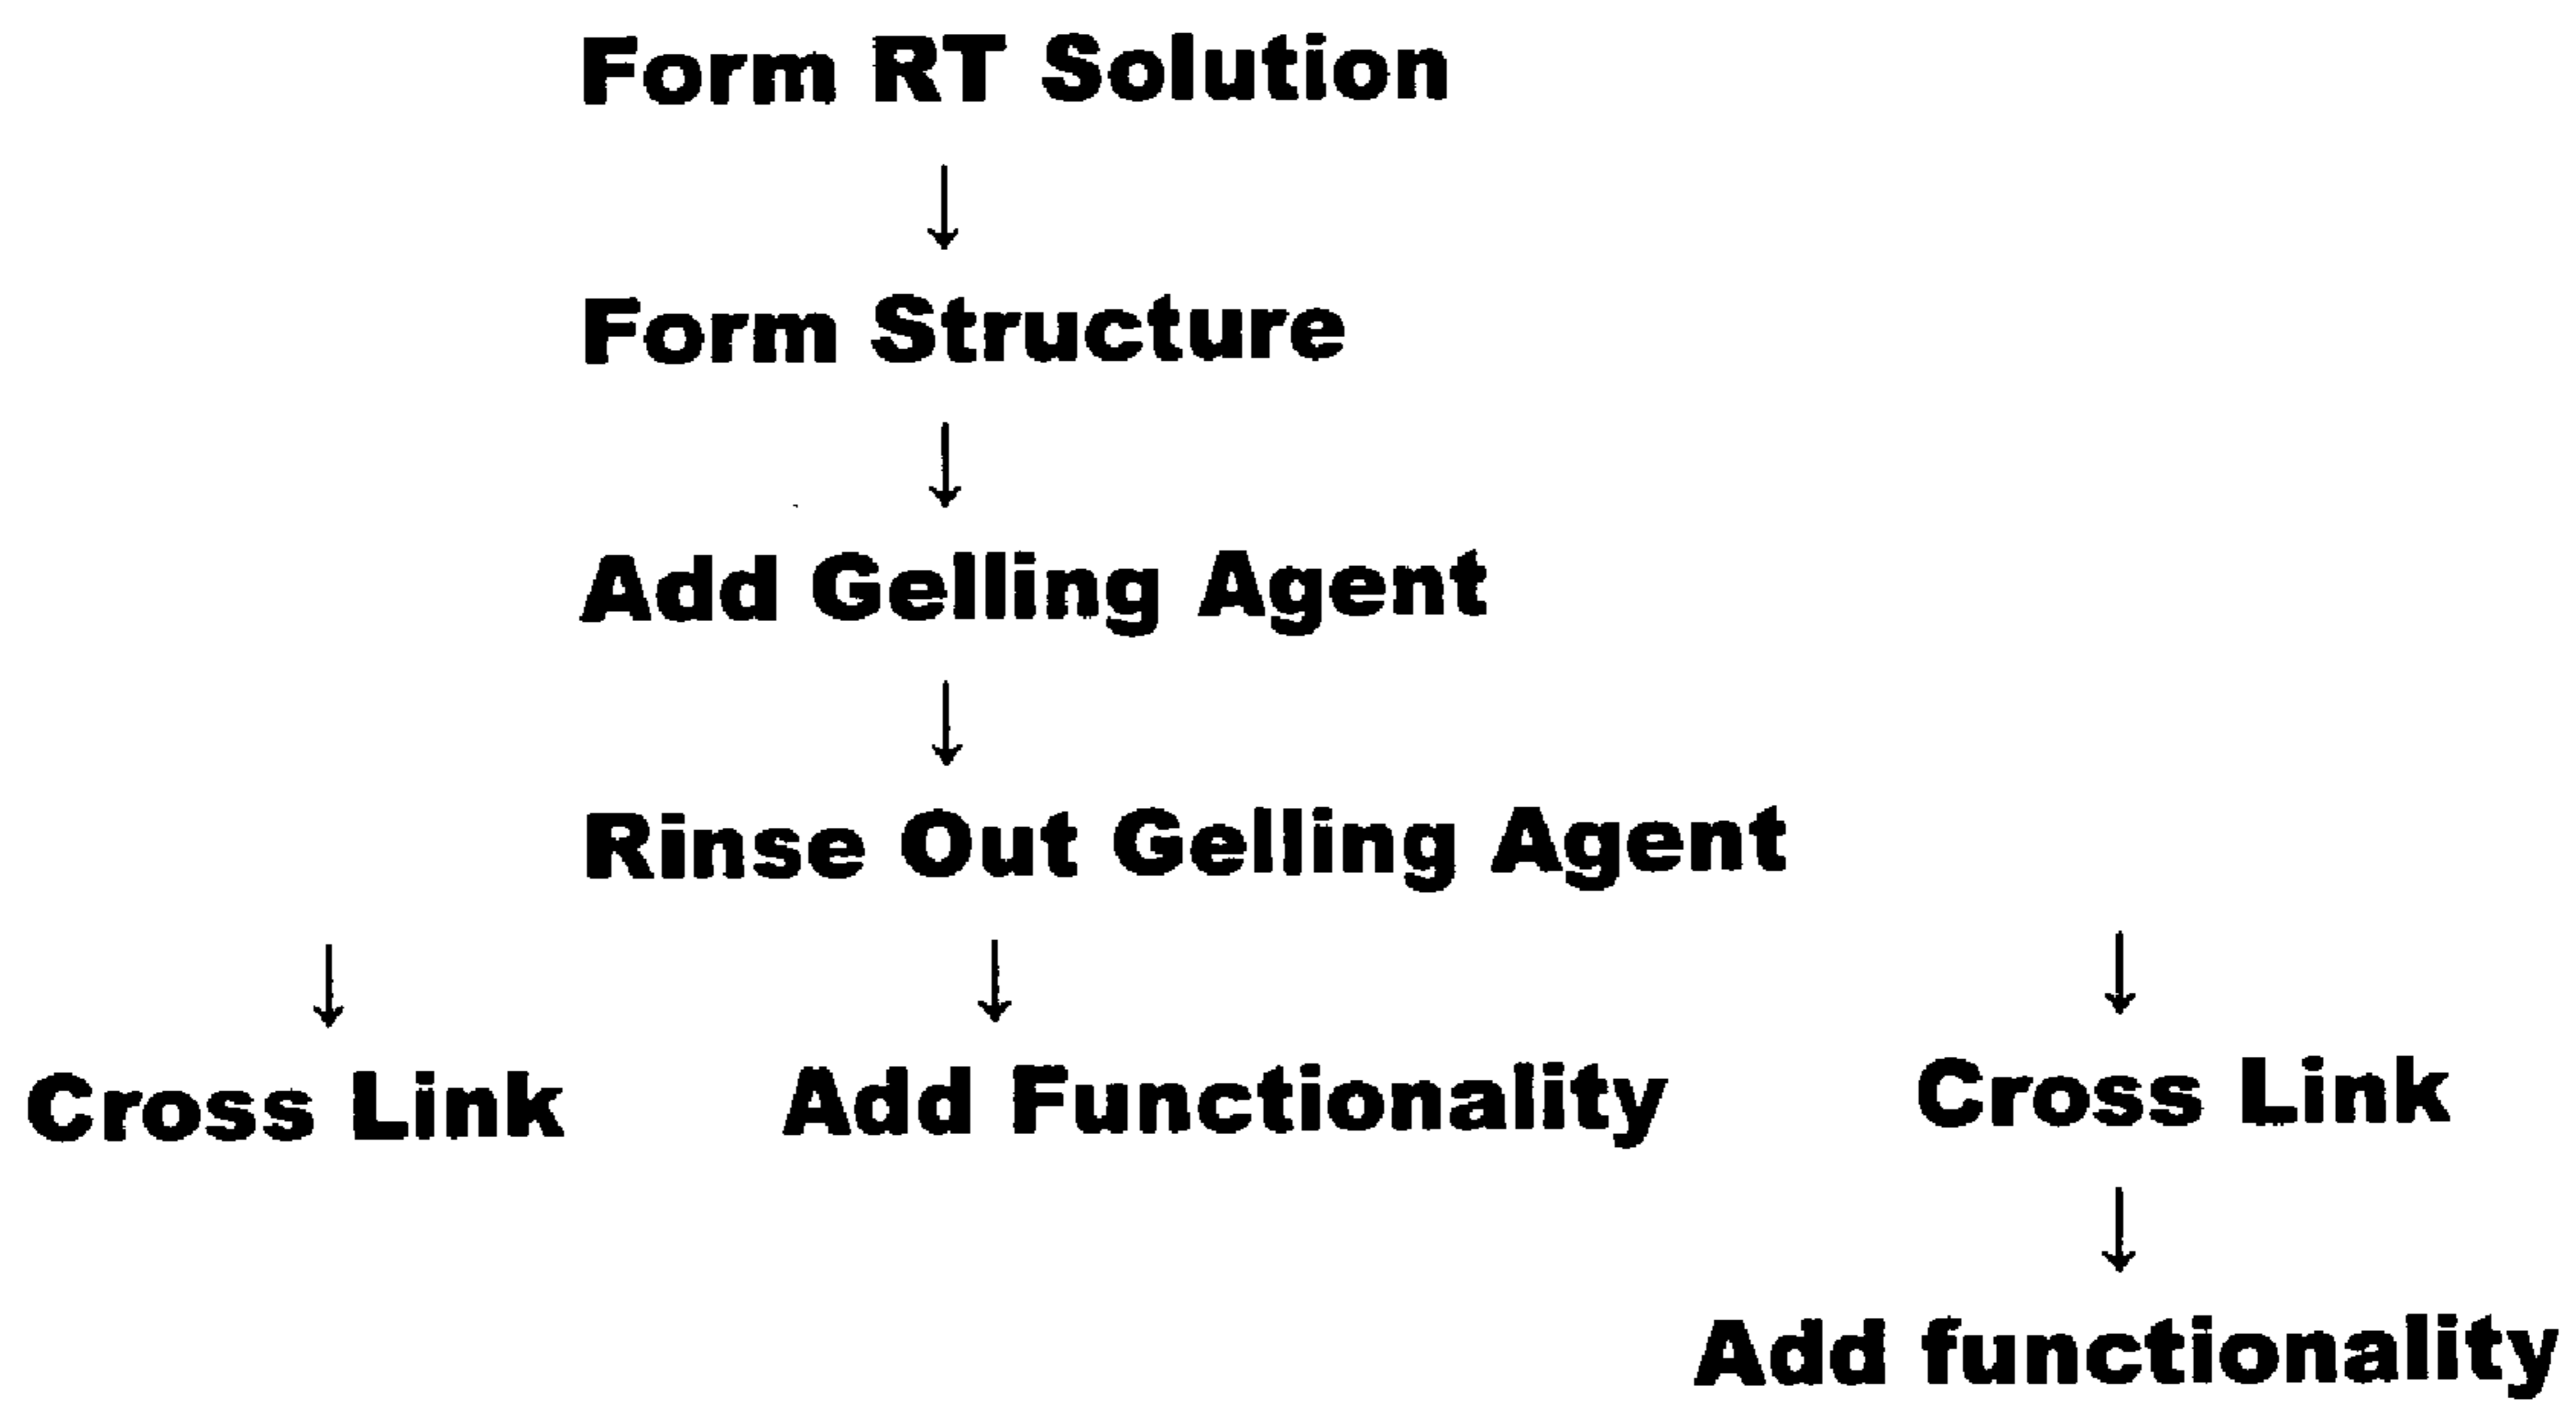 Form RT Solution
Form Structure
Add Gelling Agent
Rinse Out Gelling Agent
Cross Link Add Functionality Cross Link
Add functionality